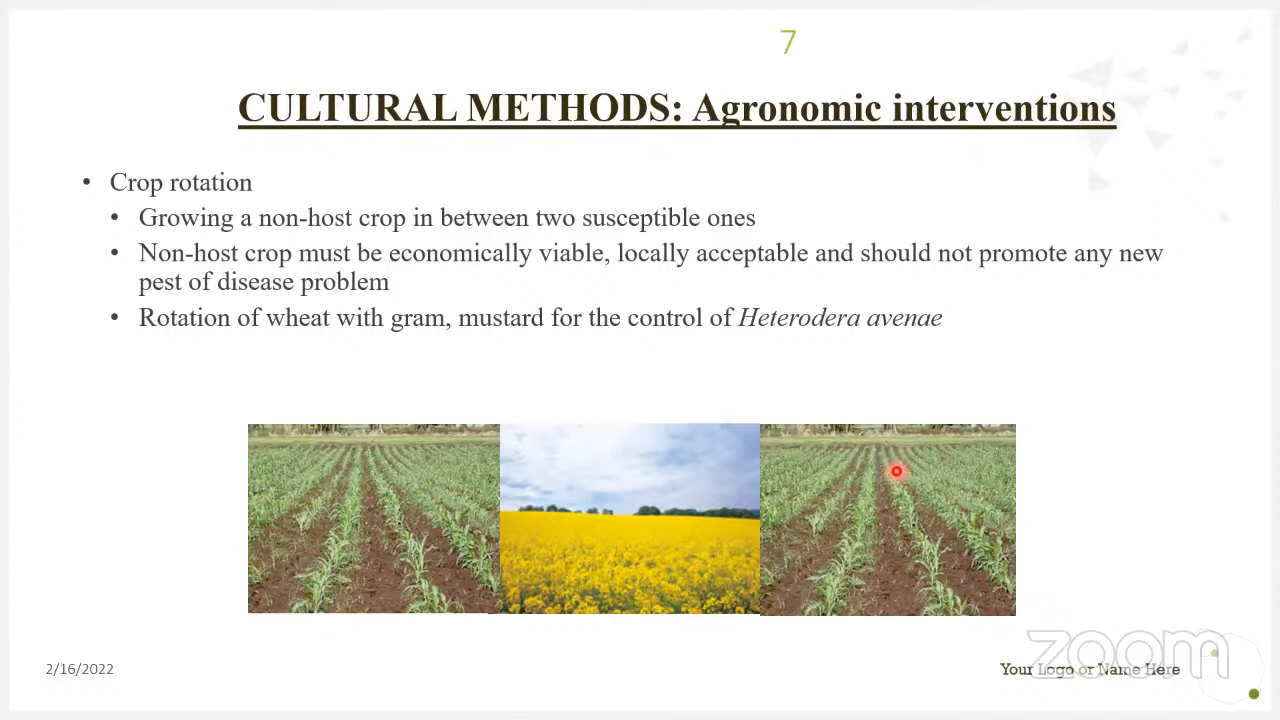 7
CULTURAL METHODS: Agronomic interventions
• Crop rotation
• Growing a non-host crop in between two susceptible ones
• Non-host crop must be economically viable, locally acceptable and should not promote any new
pest of disease problem
• Rotation of wheat with gram, mustard for the control of Heterodera avenae
zoom
2/16/2022
Your Logo or Name Here